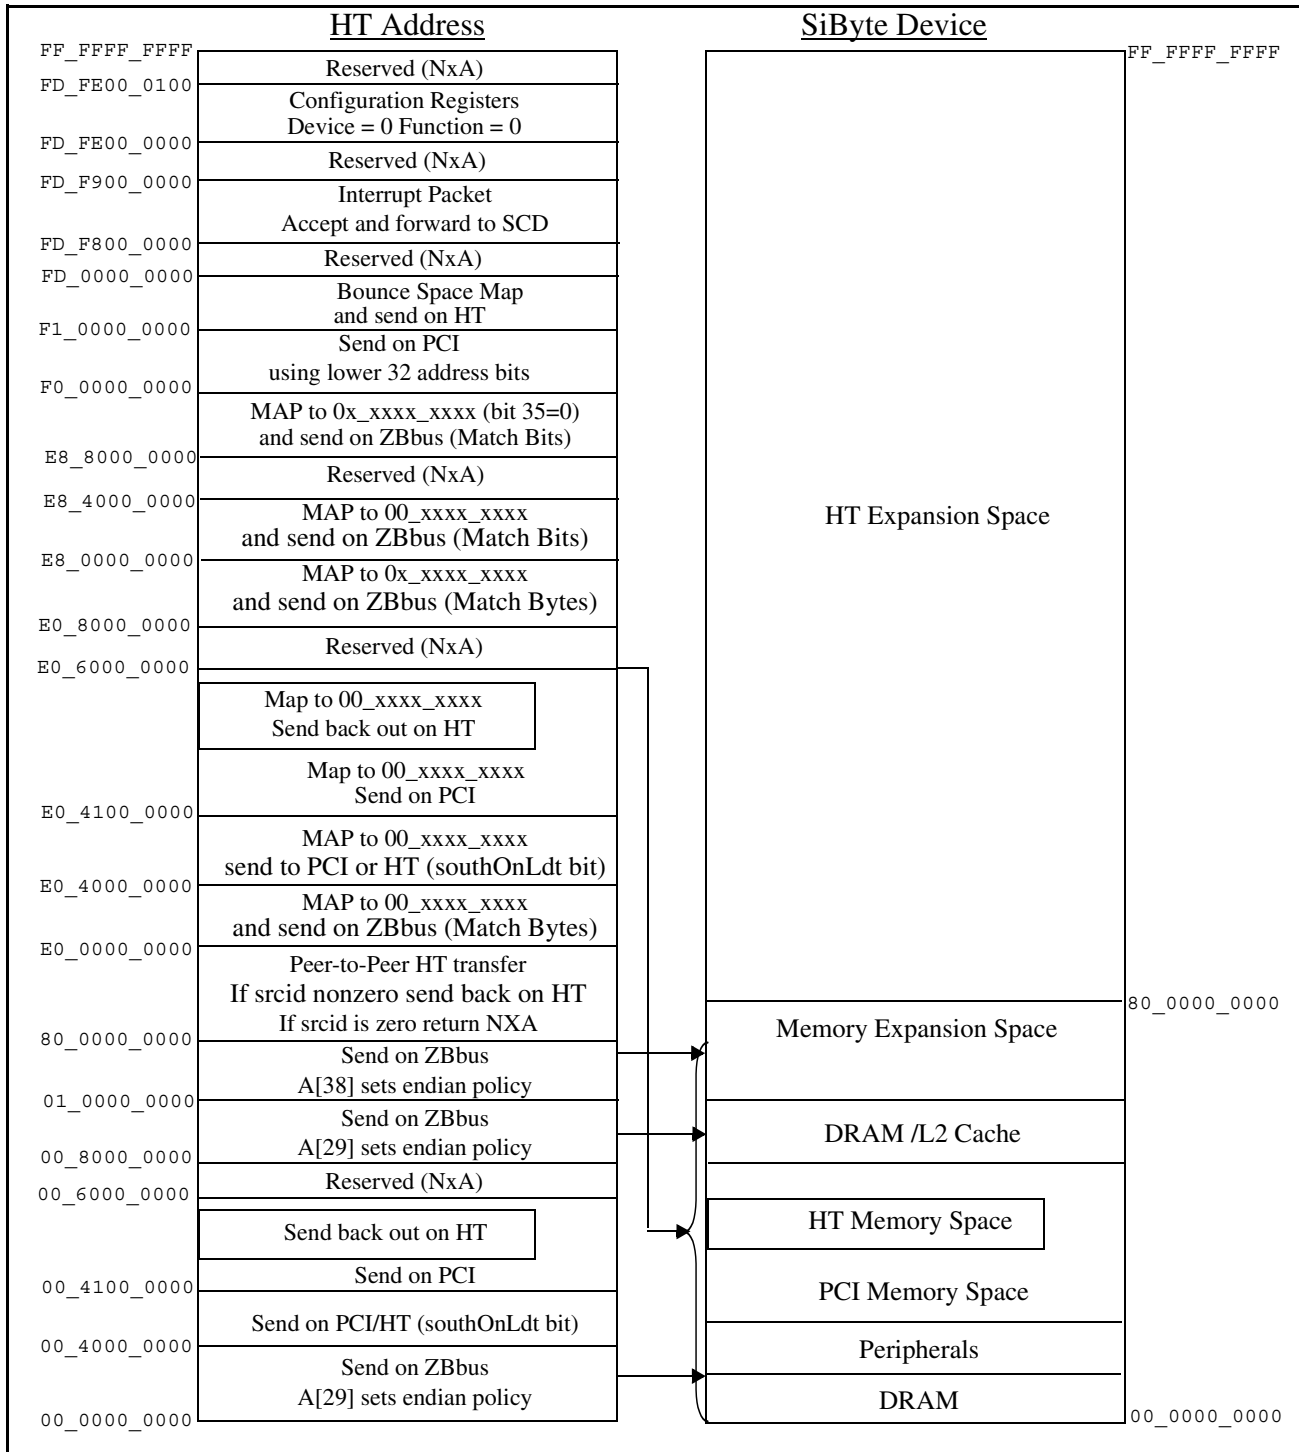 HT Address
SiByte Device
FF_FFFF_FFFF
FF_FFFF_FFFF
Reserved (NxA)
FD_FE00_0100
Configuration Registers
Device = 0 Function = 0
FD_FE00_0000
Reserved (NxA)
FD_F900_0000
Interrupt Packet
Accept and forward to SCD
FD_F800_0000
Reserved (NxA)
FD_0000_0000
Bounce Space Map
and send on HT
F1_0000_0000
Send on PCI
using lower 32 address bits
F0_0000_0000
MAP to 0x_xxxx_xxxx (bit 35=0)
and send on ZBbus (Match Bits)
E8_8000_0000
Reserved (NxA)
E8_4000_0000
MAP to 00_xxxx_xxxx
and send on ZBbus (Match Bits)
E8_0000_0000
MAP to 0x_xxxx_xxxx
and send on ZBbus (Match Bytes)
E0_8000_0000
Reserved (NxA)
E0_6000_0000
Map to 00_xxxx_xxxx
Send back out on HT
Map to 00_xxxx_xxxx
Send on PCI
E0_4100_0000
MAP to 00_xxxx_xxxx
send to PCI or HT (southOnLdt bit)
E0_4000_0000
MAP to 00_xxxx_xxxx
and send on ZBbus (Match Bytes)
E0_0000_0000
Peer-to-Peer HT transfer
If srcid nonzero send back on HT
If srcid is zero return NXA
80_0000_0000
Send on ZBbus
A[38] sets endian policy
01_0000_0000
Send on ZBbus
A[29] sets endian policy
00_8000_0000
Reserved (NxA)
00_6000_0000
Send back out on HT
Send on PCI
00_4100_0000
Send on PCI/HT (southOnLdt bit)
00_4000_0000
Send on ZBbus
A[29] sets endian policy
00_0000_0000
HT Expansion Space
80_0000_0000
Memory Expansion Space
DRAM /L2 Cache
HT Memory Space
PCI Memory Space
Peripherals
DRAM
00_0000_0000